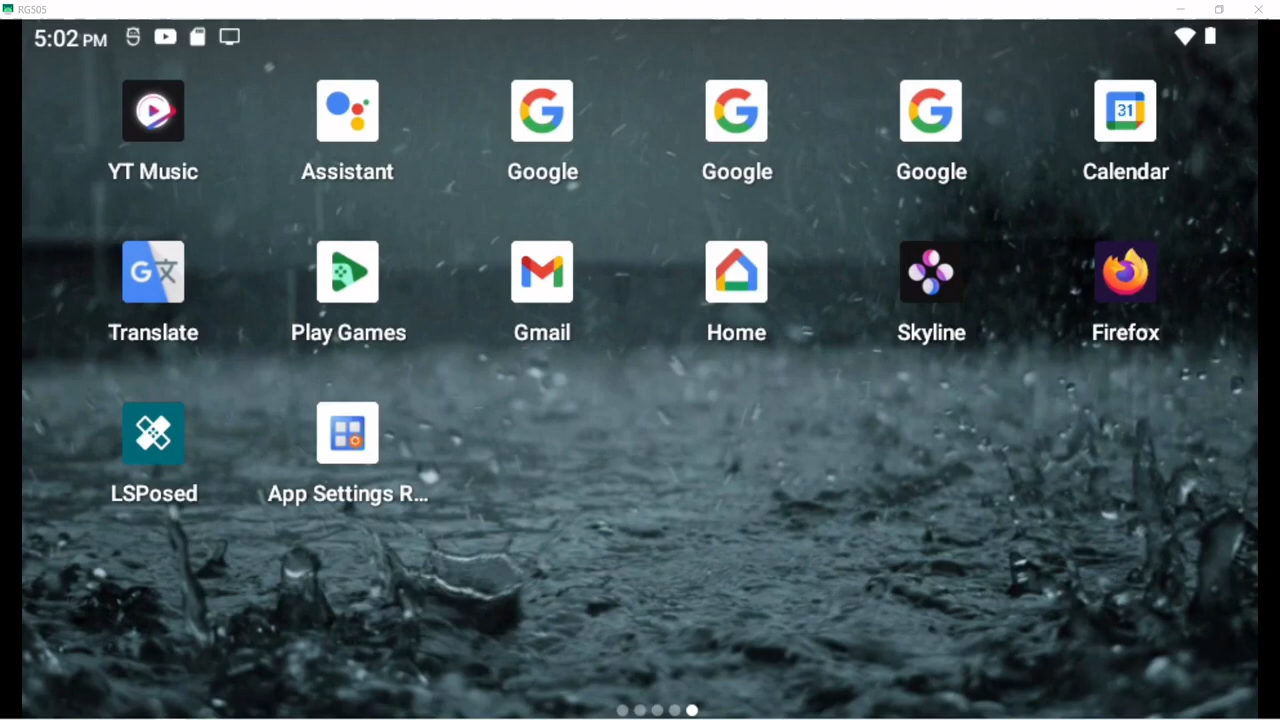 RG505
5:02 PM
YT Music
Assistant
Google
Google
Google
Calendar
31
Translate
Play Games
Gmail
Home
Skyline
Firefox
LSPosed
App Settings R...